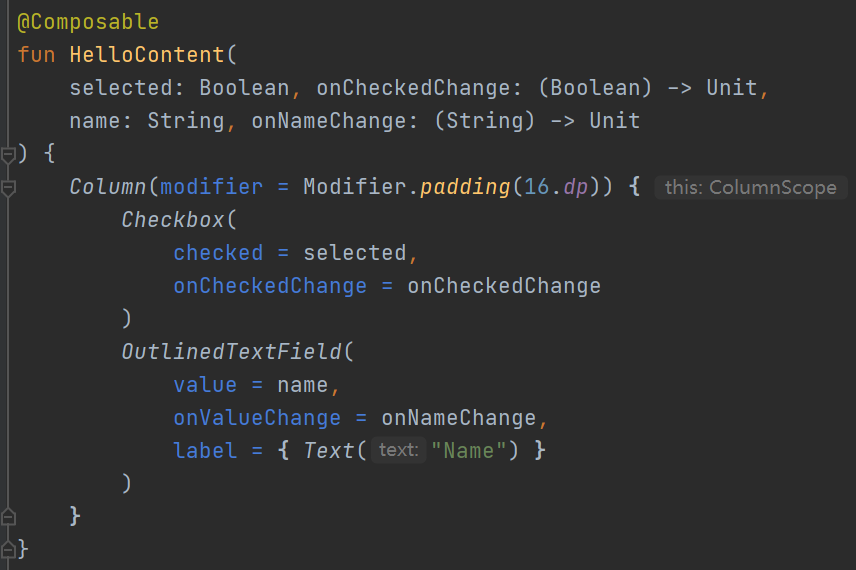 @Composable
fun HelloContent(
    selected: Boolean, onCheckedChange: (Boolean) -> Unit,
    name: String, onNameChange: (String) -> Unit
) {
    Column(modifier = Modifier.padding(16.dp)) { this: ColumnScope
        Checkbox(
            checked = selected,
            onCheckedChange = onCheckedChange
        )
        OutlinedTextField(
            value = name,
            onValueChange = onNameChange,
            label = { Text( text: "Name") }
        )
    }
}